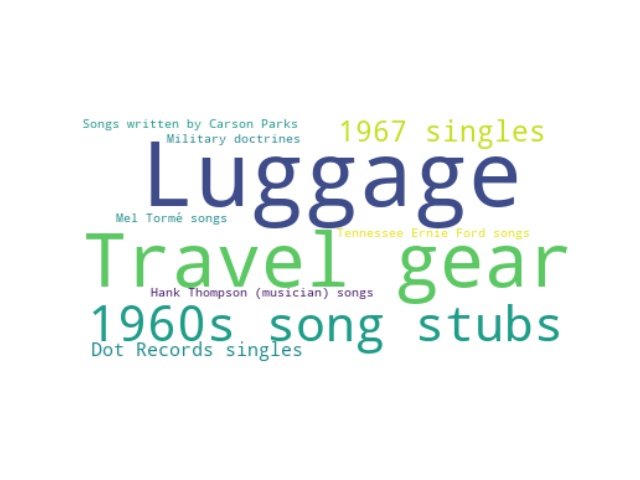 Songs written by Carson Parks
1967 singles
Military doctrines
Luggage
Mel Tormé songs
Tennessee Ernie Ford songs
Travel gear
Hank Thompson (musician) songs
1960s song stubs
Dot Records singles